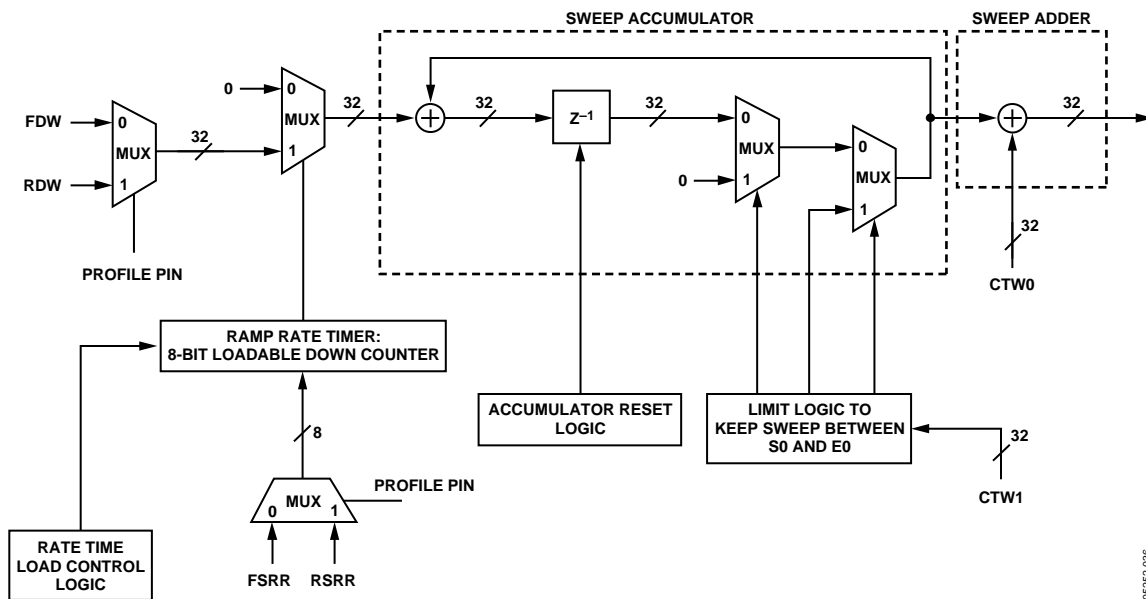 SWEEP ACCUMULATOR
SWEEP ADDER
FDW
RDW
0
1
MUX
PROFILE PIN
32
0
0
MUX
1
32
32
Z–1
32
0
MUX
1
0
0
MUX
1
32
32
CTW0
RAMP RATE TIMER:
8-BIT LOADABLE DOWN COUNTER
8
MUX
0
1
PROFILE PIN
FSRR
RSRR
RATE TIME
LOAD CONTROL
LOGIC
ACCUMULATOR RESET
LOGIC
LIMIT LOGIC TO
KEEP SWEEP BETWEEN
S0 AND E0
32
CTW1